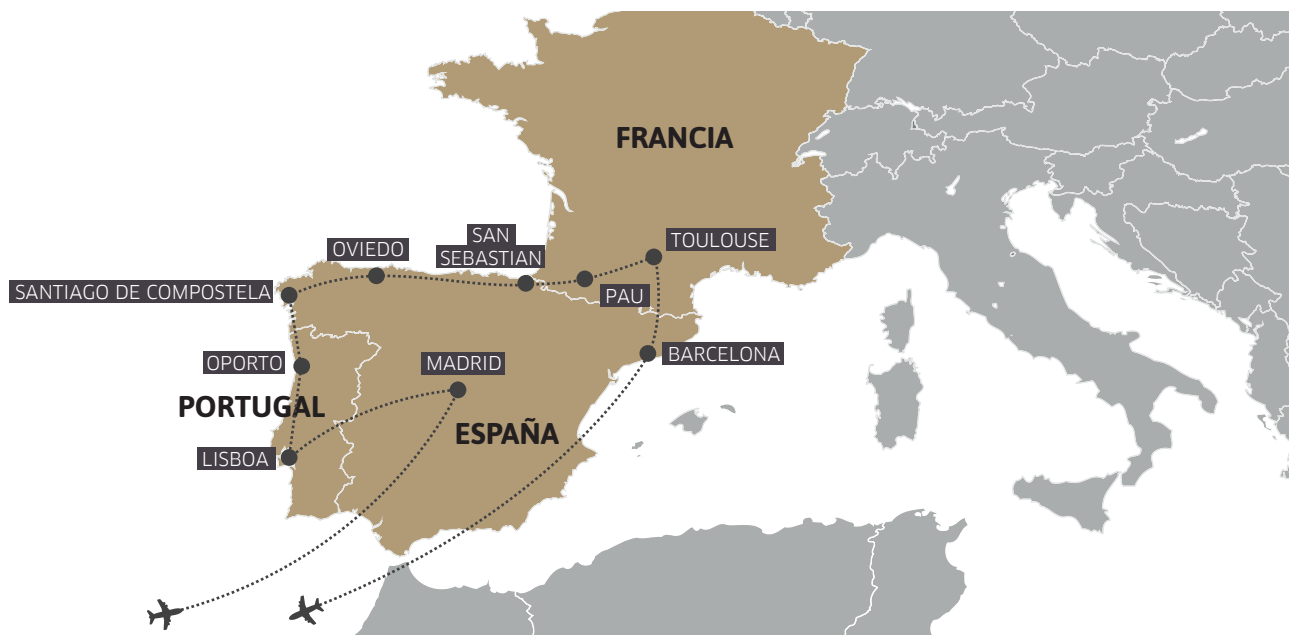 FRANCIA
SAN
SEBASTIAN
TOULOUSE
OVIEDO
SANTIAGO DE COMPOSTELA
PAU
OPORTO
MADRID
BARCELONA
PORTUGAL
ESPAÑA
LISBOA